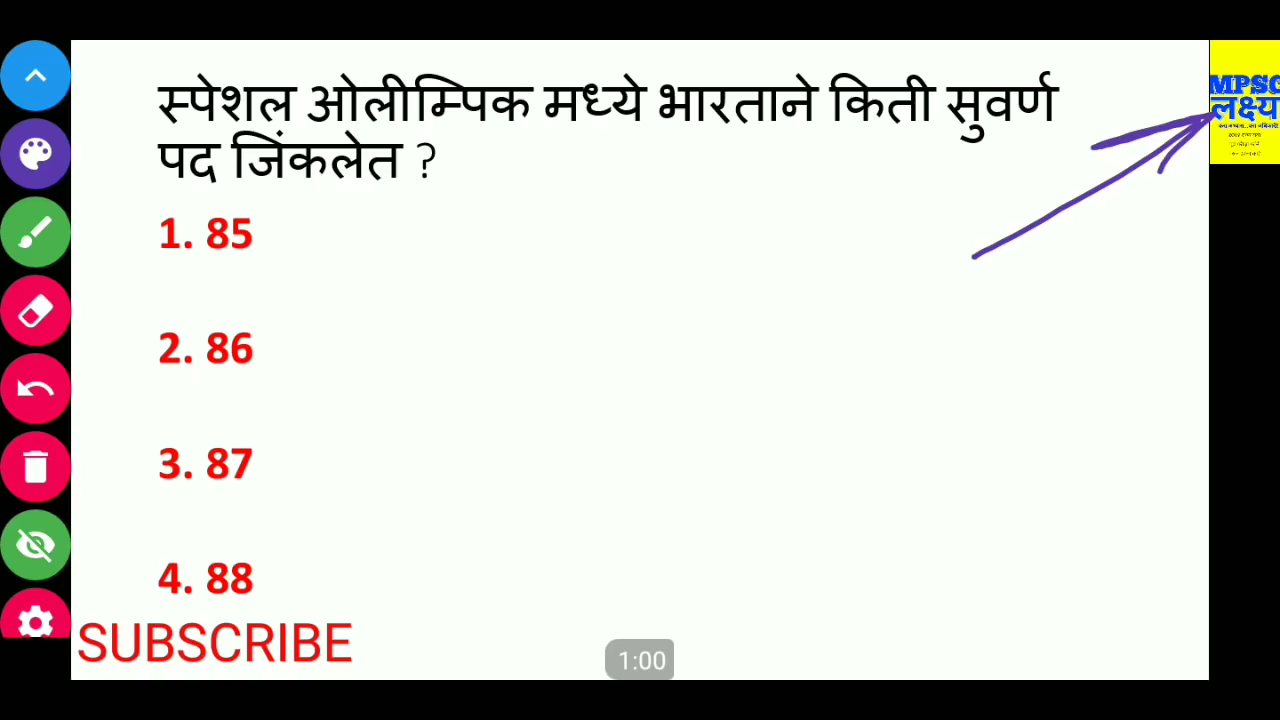 स्पेशल ओलीम्पिक मध्ये भारताने किती सुवर्ण
पद जिंकलेत ?
1. 85
2. 86
3. 87
4. 88
SUBSCRIBE
1:00
MPSC
लक्ष्य